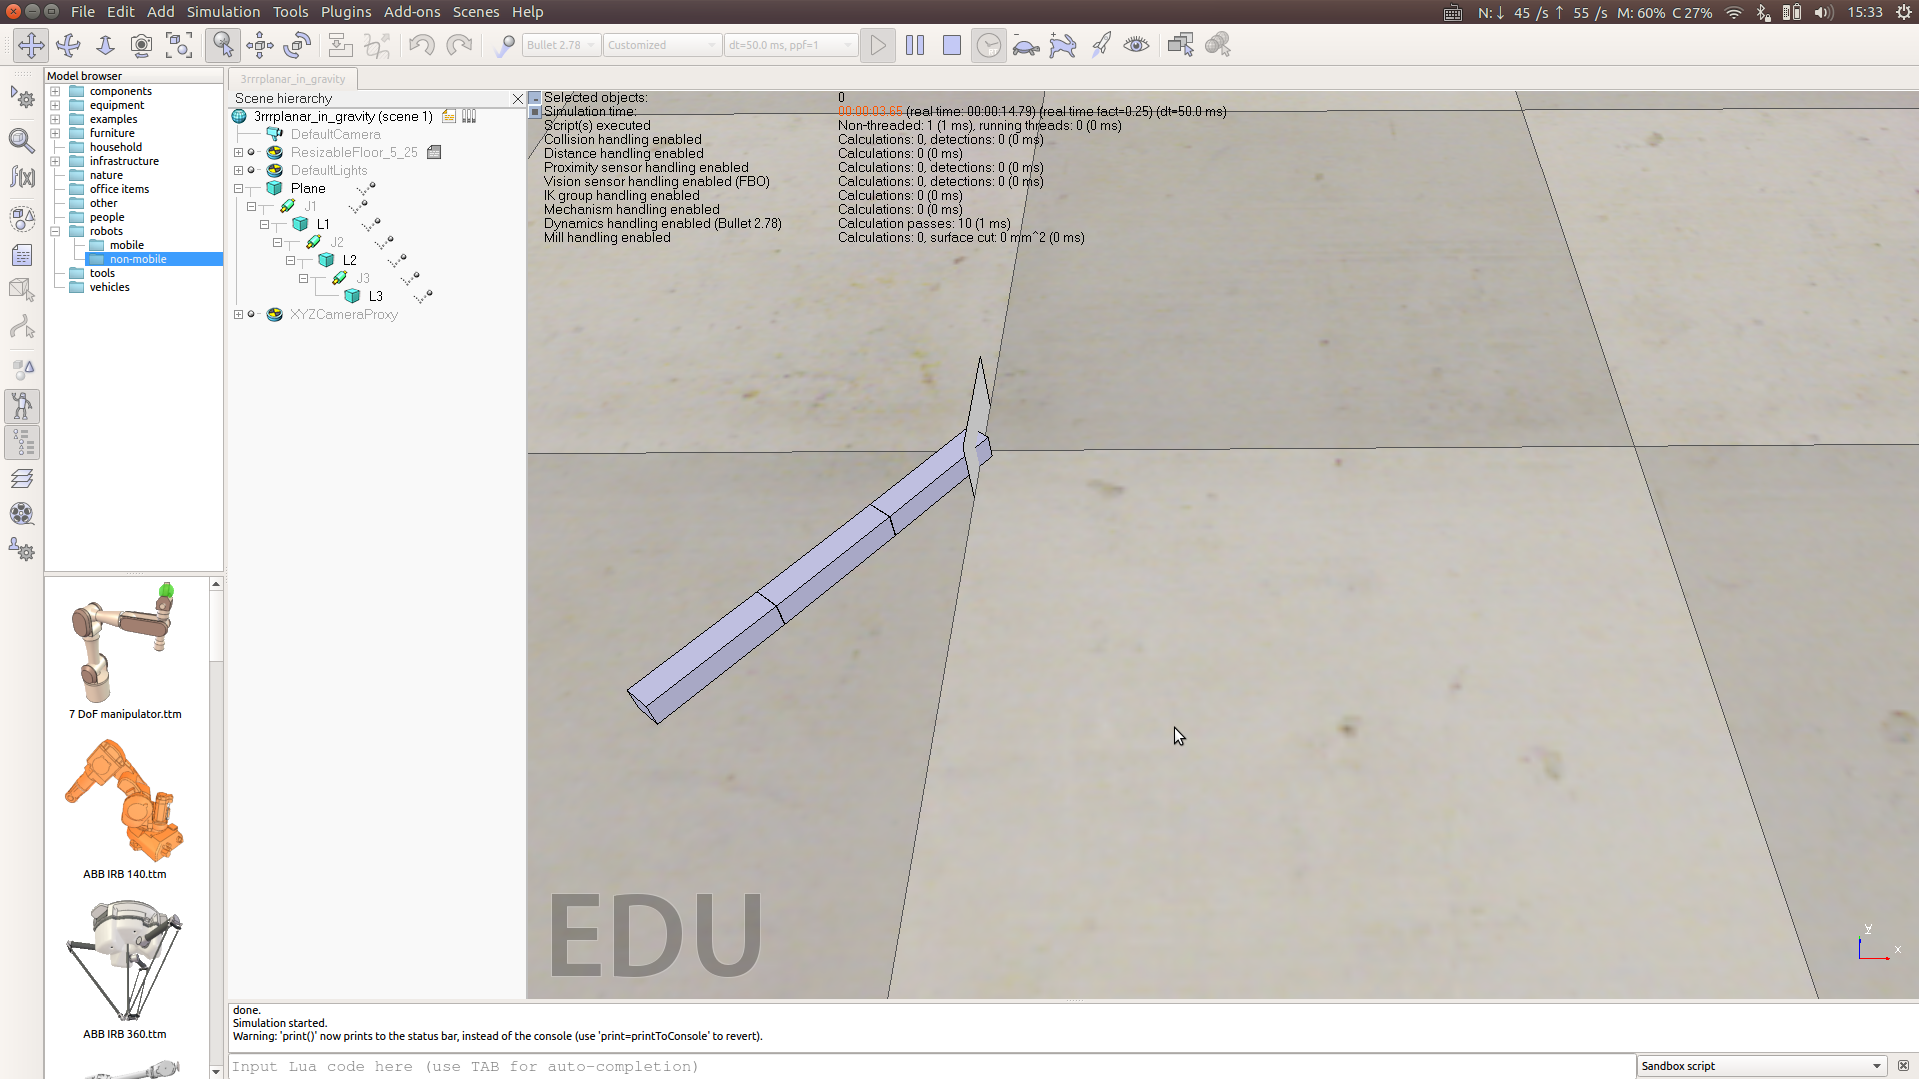 File Edit Add Simulation Tools Plugins Add-ons Scenes Help
N:↓ 45 /s ↑ 55 /s M: 60% C 27% 15:33
Bullet 2.78 Customized dt=50.0 ms, ppf=1
Model browser
components
equipment
examples
furniture
household
infrastructure
nature
office items
other
people
robots
mobile
non-mobile
tools
vehicles
7 DoF manipulator.ttm
ABB IRB 140.ttm
ABB IRB 360.ttm
3rrrplanar_in_gravity
Scene hierarchy
3rrrplanar_in_gravity (scene 1)
DefaultCamera
ResizableFloor_5_25
DefaultLights
Plane
J1
L1
J2
L2
J3
L3
XYZCameraProxy
Selected objects: 0
Simulation time: 00:00:03.65 (real time: 00:00:14.79) (real time fact=0.25) (dt=50.0 ms)
Script(s) executed Non-threaded: 1 (1 ms), running threads: 0 (0 ms)
Collision handling enabled Calculations: 0, detections: 0 (0 ms)
Distance handling enabled Calculations: 0 (0 ms)
Proximity sensor handling enabled Calculations: 0, detections: 0 (0 ms)
Vision sensor handling enabled (FBO) Calculations: 0, detections: 0 (0 ms)
IK group handling enabled Calculations: 0 (0 ms)
Mechanism handling enabled Calculations: 0 (0 ms)
Dynamics handling enabled (Bullet 2.78) Calculation passes: 10 (1 ms)
Mill handling enabled Calculations: 0, surface cut: 0 mm^2 (0 ms)
EDU
x
done.
Simulation started.
Warning: 'print()' now prints to the status bar, instead of the console (use 'print=printToConsole' to revert).
Input Lua code here (use TAB for auto-completion)
Sandbox script